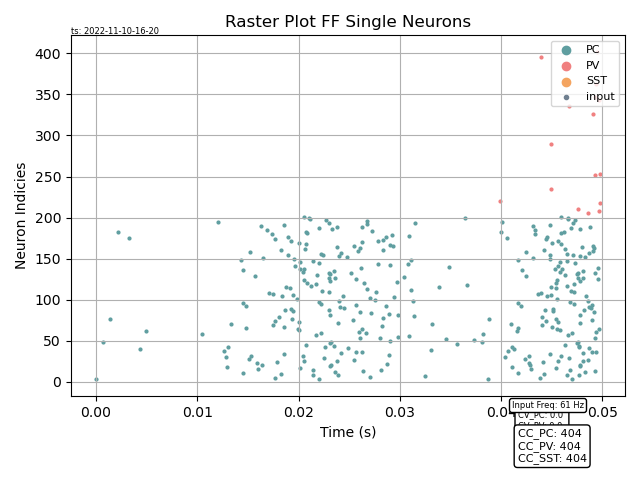 Raster Plot FF Single Neurons
ts: 2022-11-10-16-20
PC
PV
SST
input
400
350
300
250
200
150
100
50
0
Neuron Indicies
0.00 0.01 0.02 0.03 0.05
Time (s)
Input Freq: 61 Hz
CV_PC: 0.0
CC_PC: 404
CC_PV: 404
CC_SST: 404